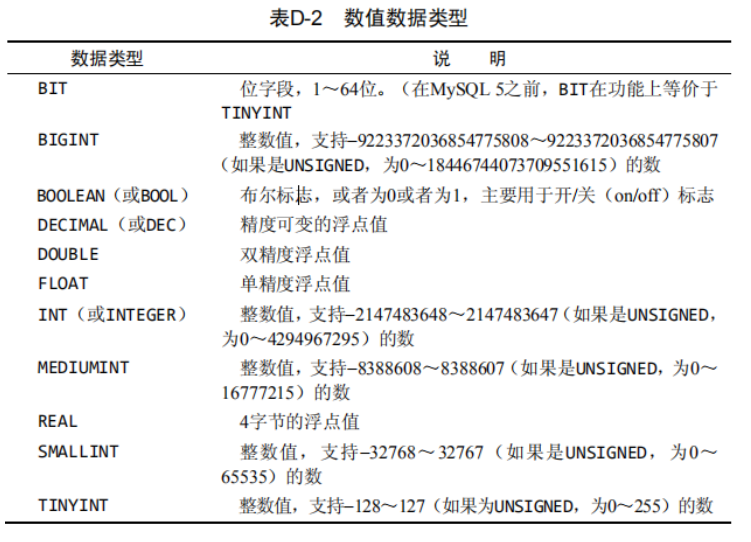 表D-2 数值数据类型
数据类型 说 明
BIT 位字段，1～64位。（在MySQL 5之前，BIT在功能上等价于
TINYINT
BIGINT 整数值，支持–9223372036854775808～9223372036854775807
（如果是UNSIGNED，为0～18446744073709551615）的数
BOOLEAN（或BOOL） 布尔标志，或者为0或者为1，主要用于开/关（on/off）标志
DECIMAL（或DEC） 精度可变的浮点值
DOUBLE 双精度浮点值
FLOAT 单精度浮点值
INT（或INTEGER） 整数值，支持–2147483648～2147483647（如果是UNSIGNED，
为0～4294967295）的数
MEDIUMINT 整数值，支持–8388608～8388607（如果是UNSIGNED，为0～
16777215）的数
REAL 4字节的浮点值
SMALLINT 整数值，支持–32768～32767（如果是UNSIGNED，为0～
65535）的数
TINYINT 整数值，支持–128～127（如果为UNSIGNED，为0～255）的数